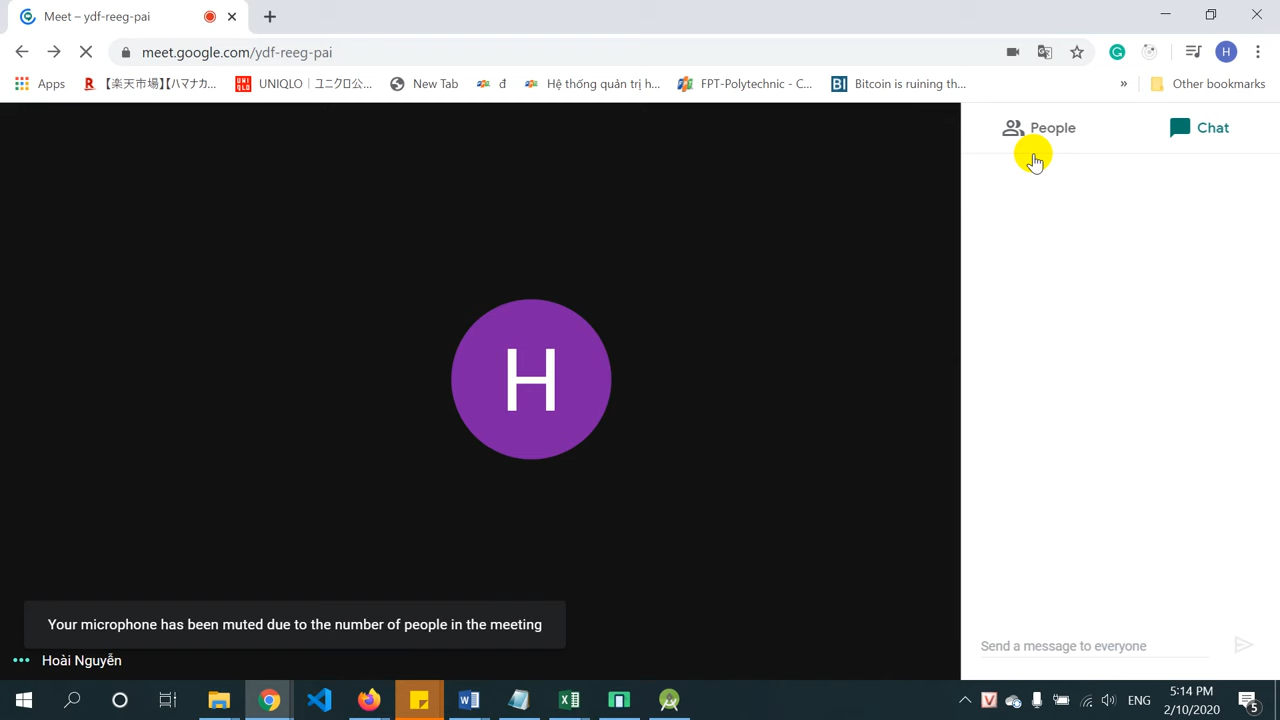 Meet – ydf-reeg-pai
meet.google.com/ydf-reeg-pai
H
Apps
R
【楽天市場】【ハマナカ...
UNIQLO｜ユニクロ公...
New Tab
đ
Hệ thống quản trị h...
FPT-Polytechnic - C...
BI
Bitcoin is ruining th...
»
Other bookmarks
People
Chat
H
Your microphone has been muted due to the number of people in the meeting
Hoài Nguyễn
Send a message to everyone
ENG
5:14 PM
2/10/2020
5